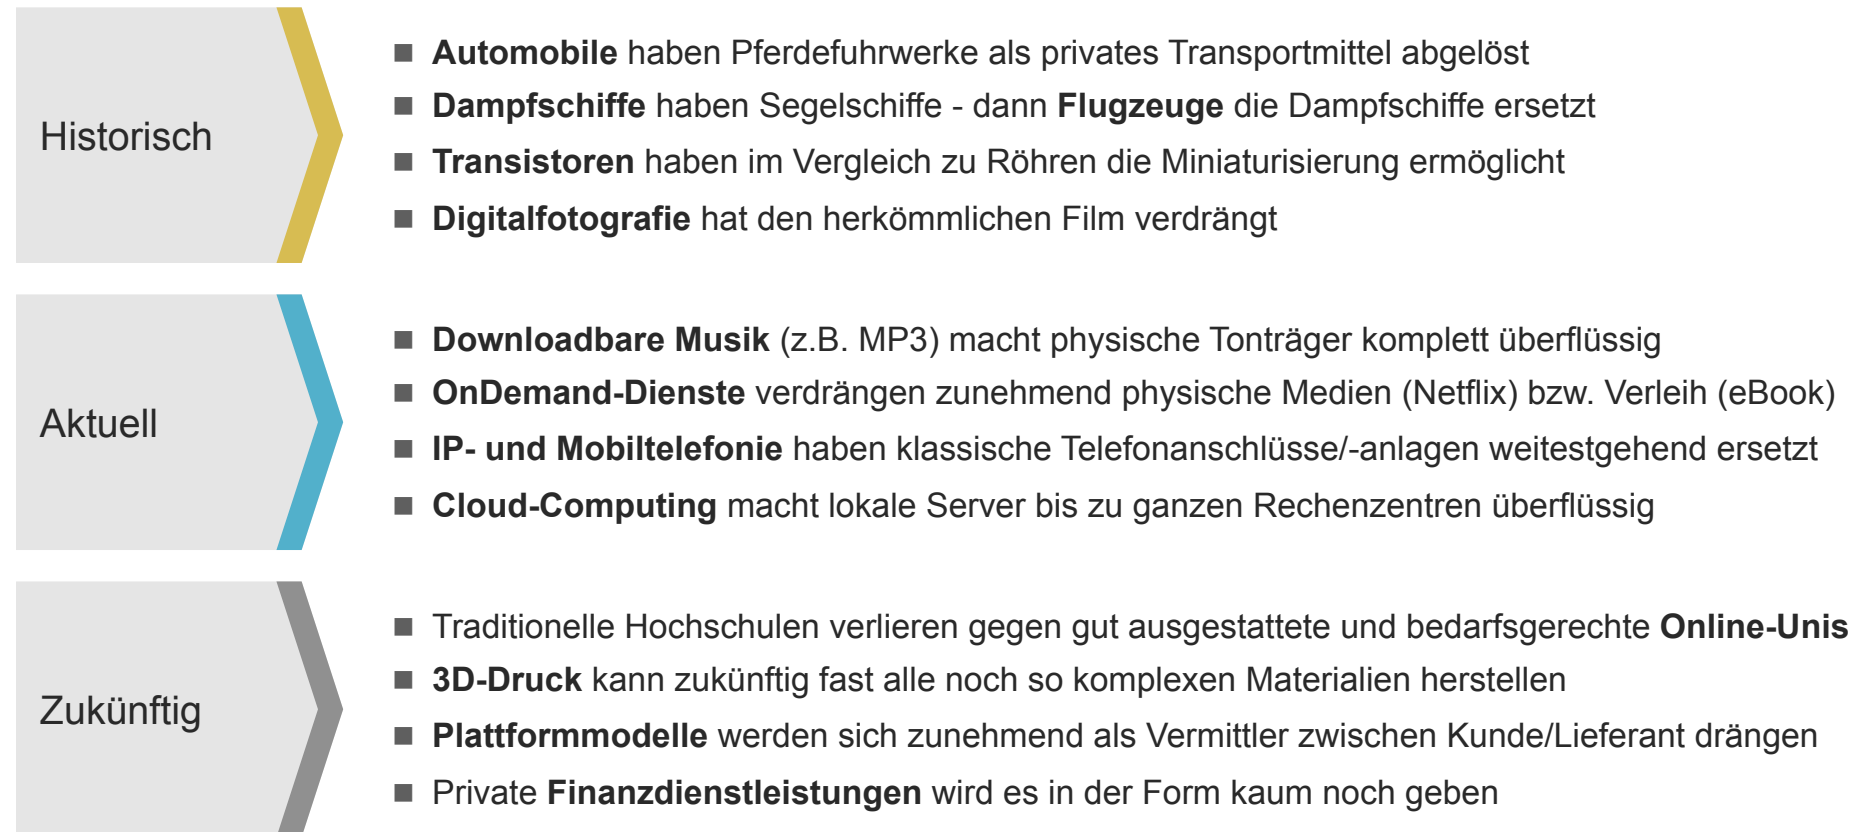 Historisch
■ Automobile haben Pferdefuhrwerke als privates Transportmittel abgelöst
■ Dampfschiffe haben Segelschiffe - dann Flugzeuge die Dampfschiffe ersetzt
■ Transistoren haben im Vergleich zu Röhren die Miniaturisierung ermöglicht
■ Digitalfotografie hat den herkömmlichen Film verdrängt
Aktuell
■ Downloadbare Musik (z.B. MP3) macht physische Tonträger komplett überflüssig
■ OnDemand-Dienste verdrängen zunehmend physische Medien (Netflix) bzw. Verleih (eBook)
■ IP- und Mobiltelefonie haben klassische Telefonanschlüsse/-anlagen weitestgehend ersetzt
■ Cloud-Computing macht lokale Server bis zu ganzen Rechenzentren überflüssig
Zukünftig
■ Traditionelle Hochschulen verlieren gegen gut ausgestattete und bedarfsgerechte Online-Unis
■ 3D-Druck kann zukünftig fast alle noch so komplexen Materialien herstellen
■ Plattformmodelle werden sich zunehmend als Vermittler zwischen Kunde/Lieferant drängen
■ Private Finanzdienstleistungen wird es in der Form kaum noch geben